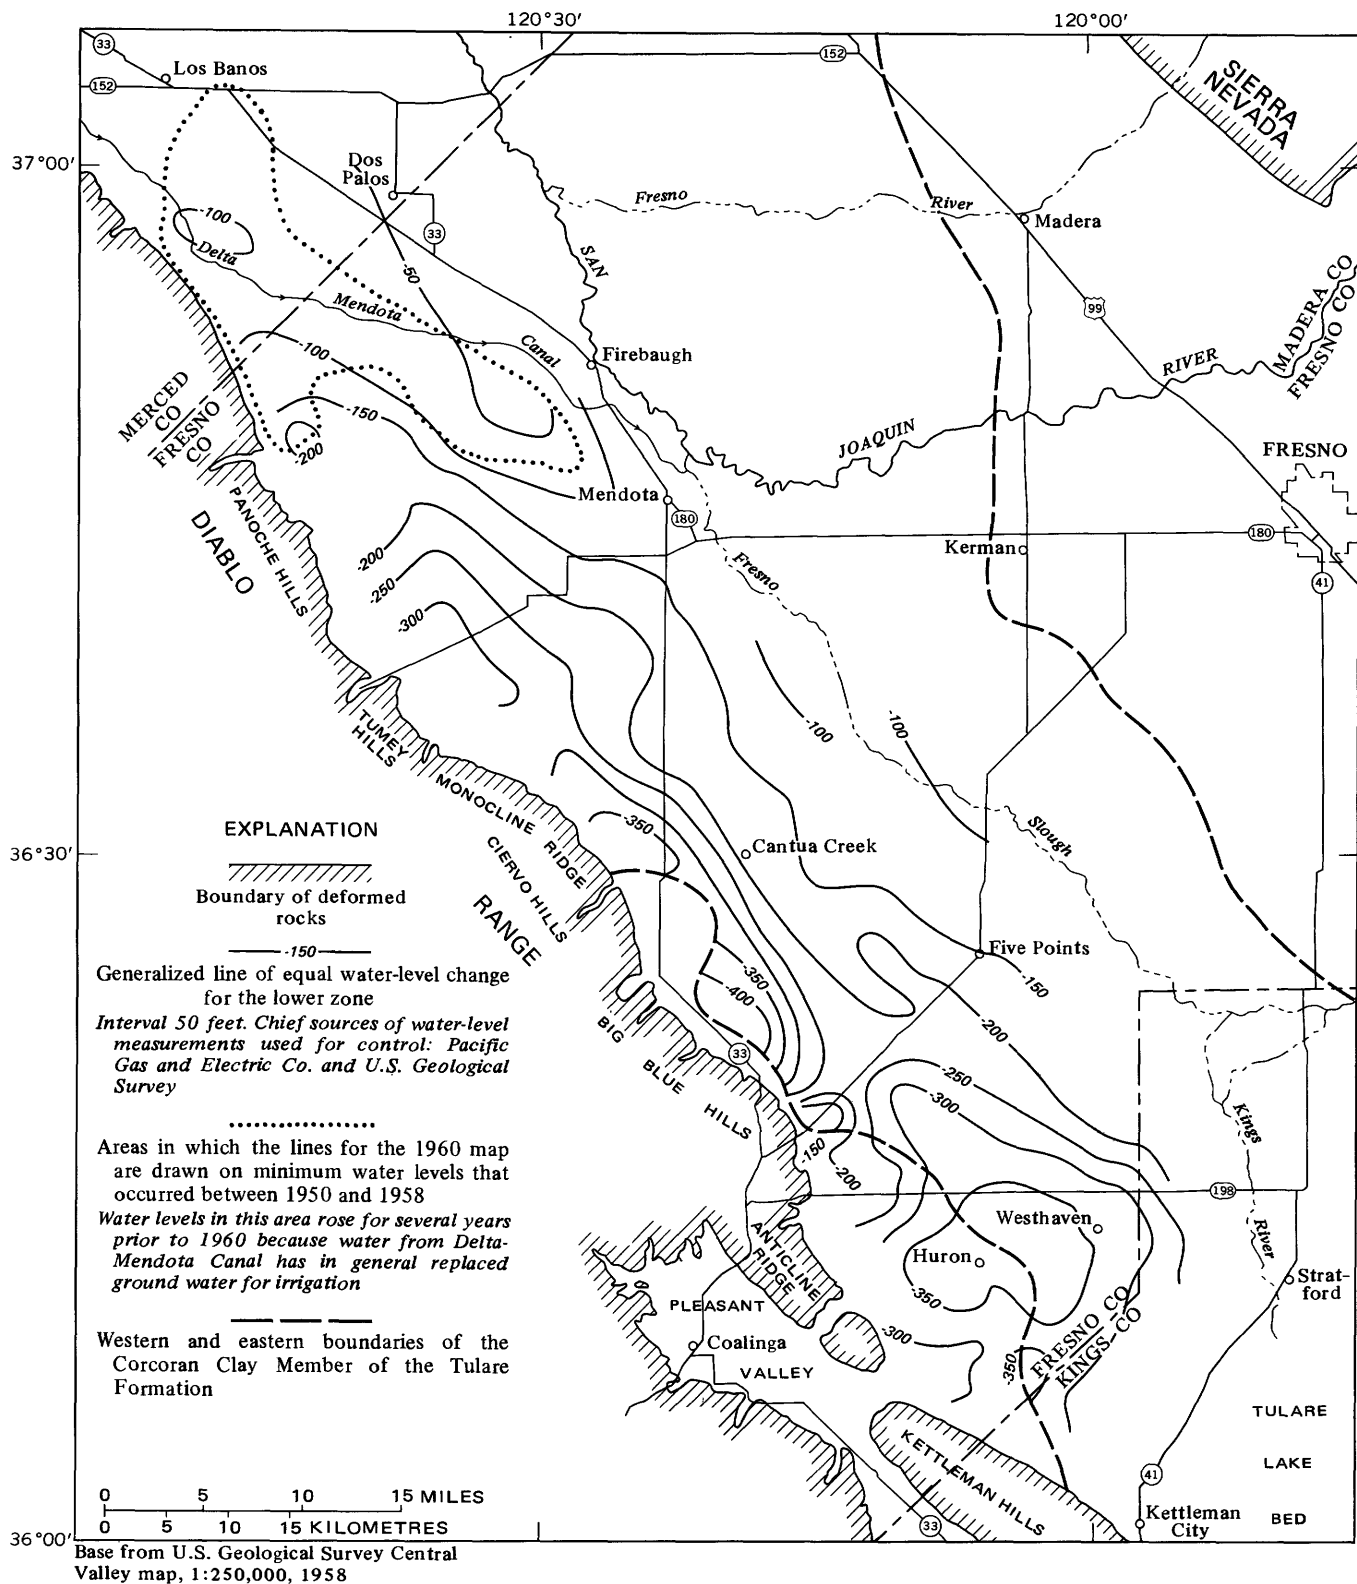 120°30'
120°00'
33
152
Los Banos
152
SIERRA
NEVADA
37°00'
Dos
Palos
Fresno
River
Madera
-100
33
Delta
-50
SAN
Mendota
Canal
99
MADERA CO
FRESNO CO
-100
Firebaugh
RIVER
MERCED
CO
FRESNO
CO
-150
-200
JOAQUIN
FRESNO
PANOCHE HILLS
Mendota
180
180
DIABLO
-200
Kerman
Fresno
41
-250
-300
TUMEY
HILLS
-100
-100
MONOCLINE RIDGE
-350
EXPLANATION
36°30'
CIERVO HILLS
Cantua Creek
Slough
Boundary of deformed
rocks
RANGE
-150
Five Points
Generalized line of equal water-level change
for the lower zone
Interval 50 feet. Chief sources of water-level
measurements used for control: Pacific
Gas and Electric Co. and U.S. Geological
Survey
-350
-400
-150
-200
BIG
BLUE
HILLS
33
-250
-300
Kings
River
Areas in which the lines for the 1960 map
are drawn on minimum water levels that
occurred between 1950 and 1958
Water levels in this area rose for several years
prior to 1960 because water from Delta-
Mendota Canal has in general replaced
ground water for irrigation
-150
-200
198
Westhaven
ANTICLINE
RIDGE
Huron
Strat-
ford
PLEASANT
-350
FRESNO CO
KINGS CO
Western and eastern boundaries of the
Corcoran Clay Member of the Tulare
Formation
Coalinga
-300
VALLEY
-350
TULARE
KETTLEMAN HILLS
LAKE
41
0 5 10 15 MILES
0 5 10 15 KILOMETRES
33
Kettleman
City
BED
36°00'
Base from U.S. Geological Survey Central
Valley map, 1:250,000, 1958